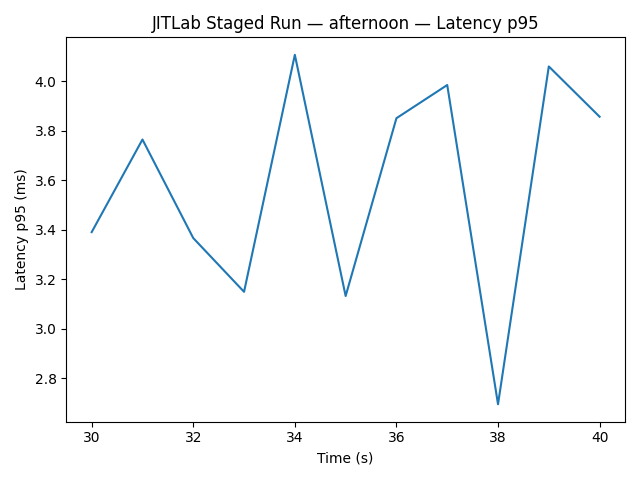 JITLab Staged Run — afternoon — Latency p95
Latency p95 (ms)
4.0
3.8
3.6
3.4
3.2
3.0
2.8
30 32 34 36 38 40
Time (s)